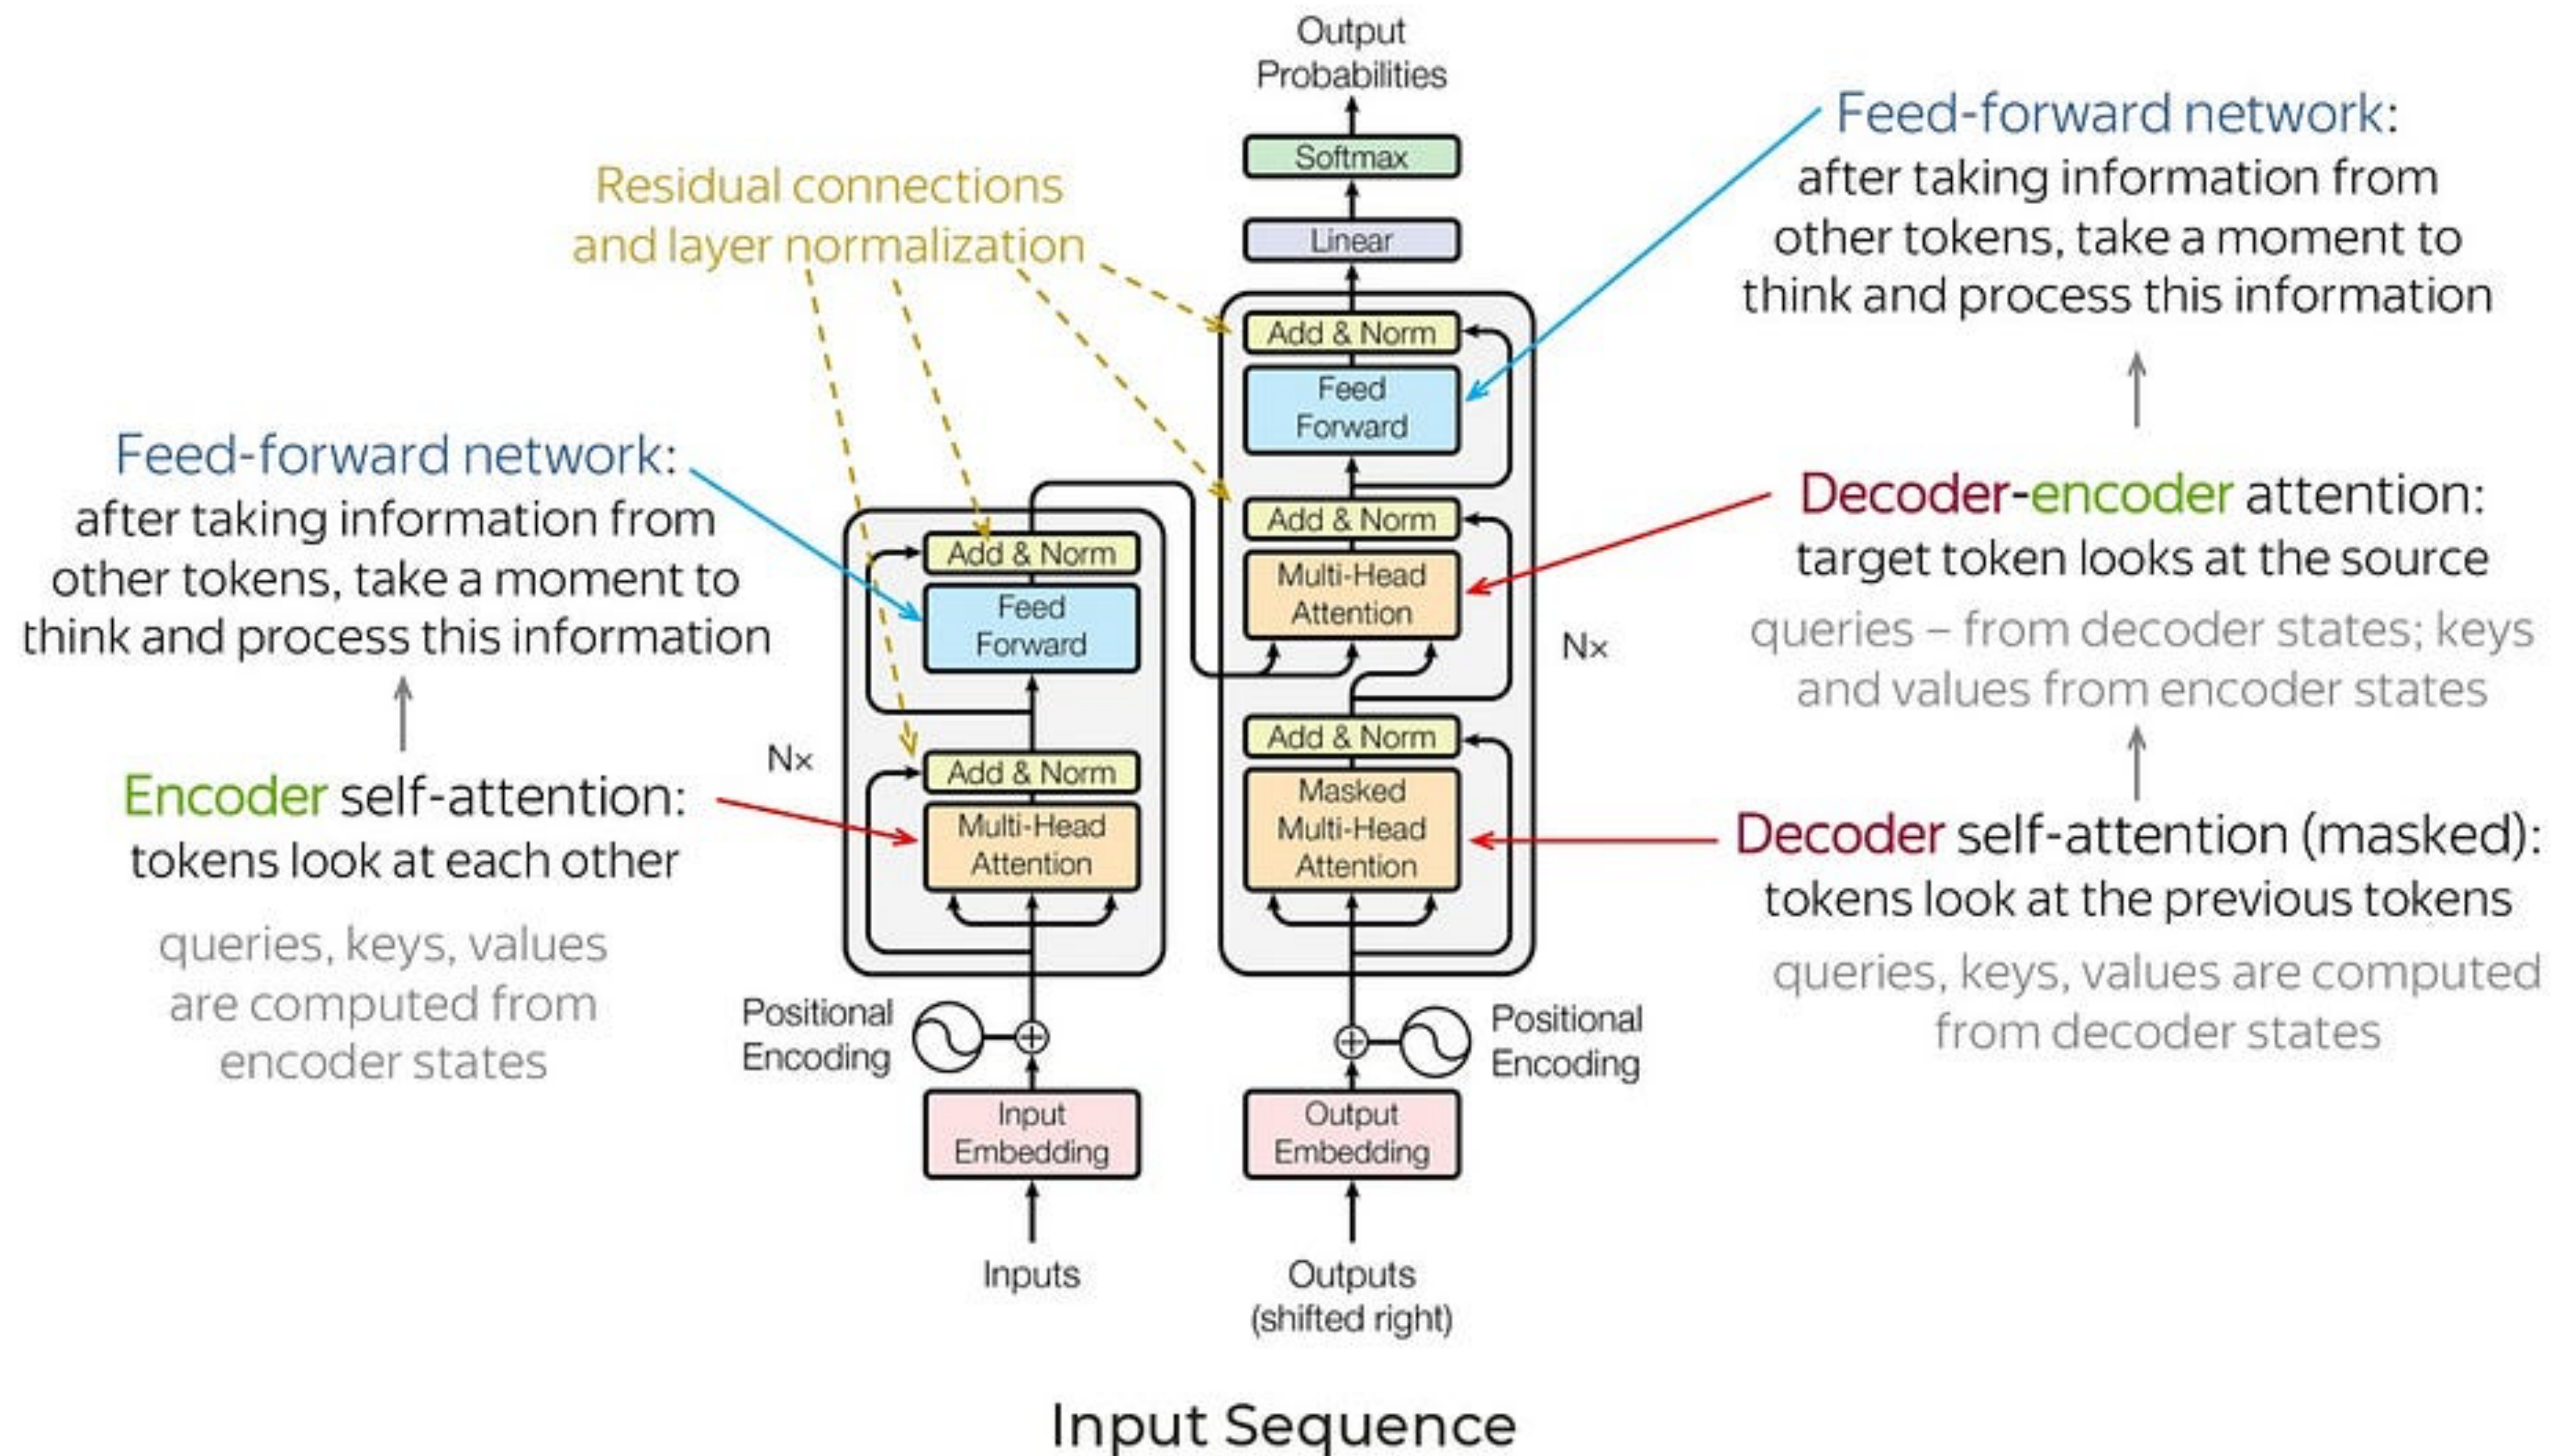 Output
Probabilities
Softmax
Linear
Add & Norm
Feed
Forward
Add & Norm
Multi-Head
Attention
Nx
Add & Norm
Masked
Multi-Head
Attention
Positional
Encoding
Output
Embedding
Outputs
(shifted right)
Residual connections
and layer normalization
Add & Norm
Feed
Forward
Nx
Add & Norm
Multi-Head
Attention
Positional
Encoding
Input
Embedding
Inputs
Feed-forward network:
after taking information from
other tokens, take a moment to
think and process this information
Encoder self-attention:
tokens look at each other
queries, keys, values
are computed from
encoder states
Feed-forward network:
after taking information from
other tokens, take a moment to
think and process this information
Decoder-encoder attention:
target token looks at the source
queries – from decoder states; keys
and values from encoder states
Decoder self-attention (masked):
tokens look at the previous tokens
queries, keys, values are computed
from decoder states
Input Sequence